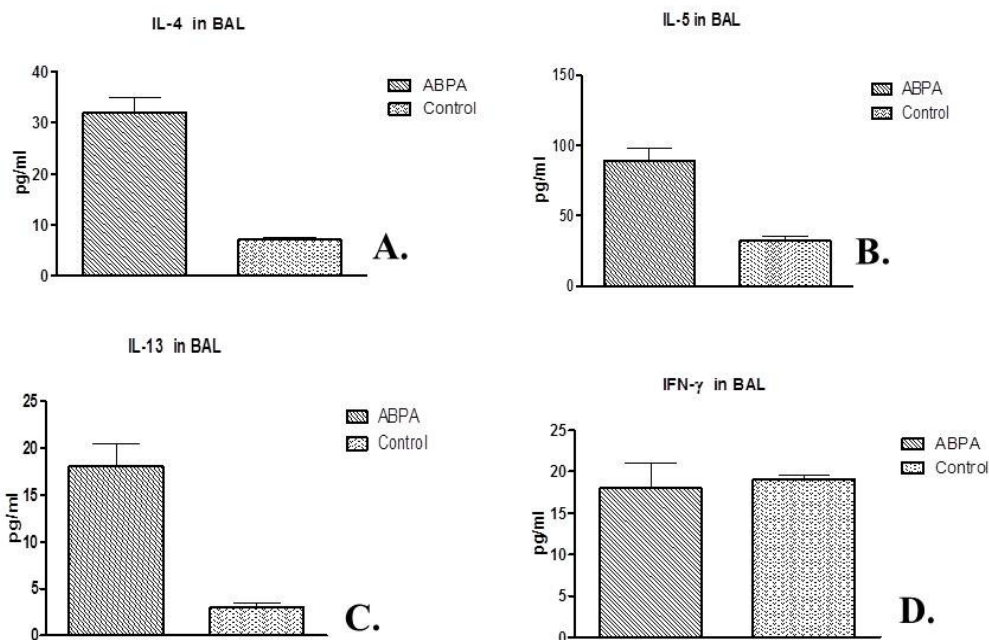 IL-4 in BAL
40
30
20
10
0
pg/ml
ABPA
Control
A.
IL-5 in BAL
150
100
50
0
pg/ml
ABPA
Control
B.
IL-13 in BAL
25
20
15
10
5
0
pg/ml
ABPA
Control
C.
IFN-γ in BAL
25
20
15
10
5
0
pg/ml
ABPA
Control
D.